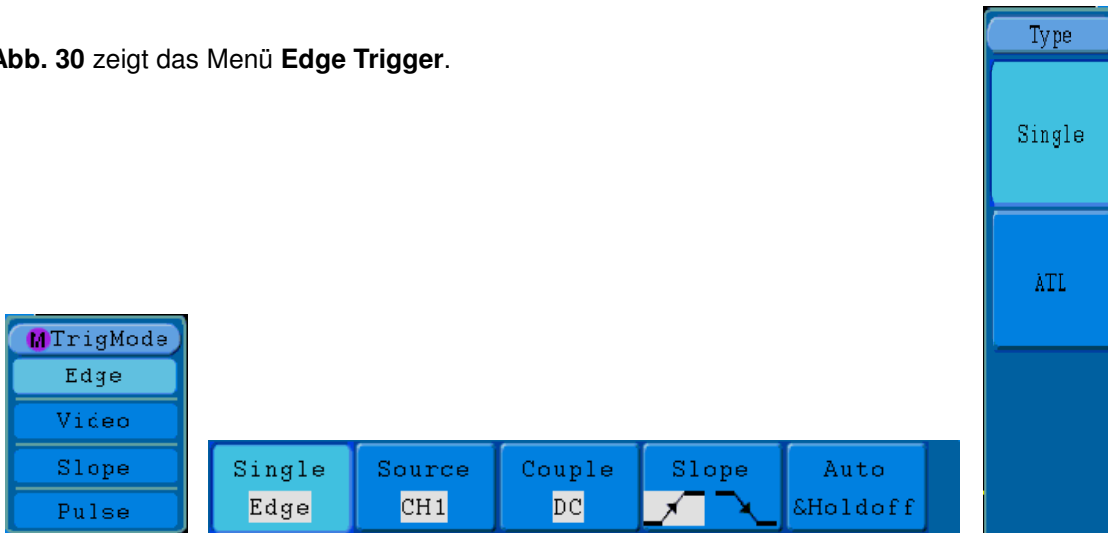 Abb. 30 zeigt das Menü Edge Trigger.
Type
Single
ATL
MTrigMode
Edge
Video
Slope
Pulse
Single
Edge
Source
CH1
Couple
DC
Slope
Auto
&Holdoff